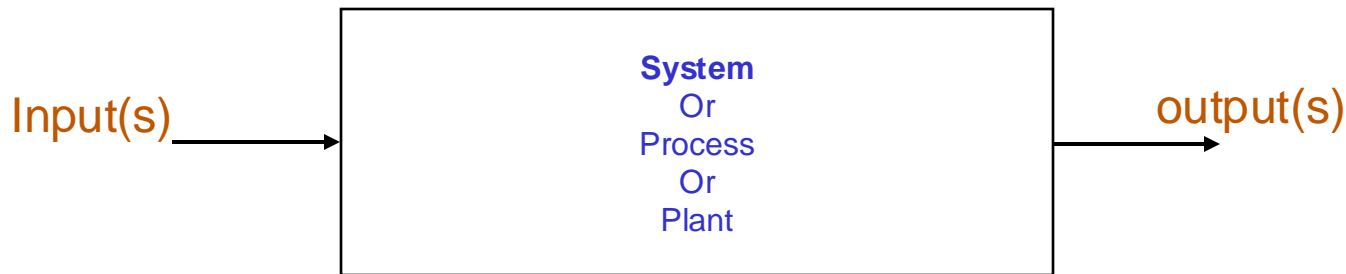 Input(s)
System
Or
Process
Or
Plant
output(s)